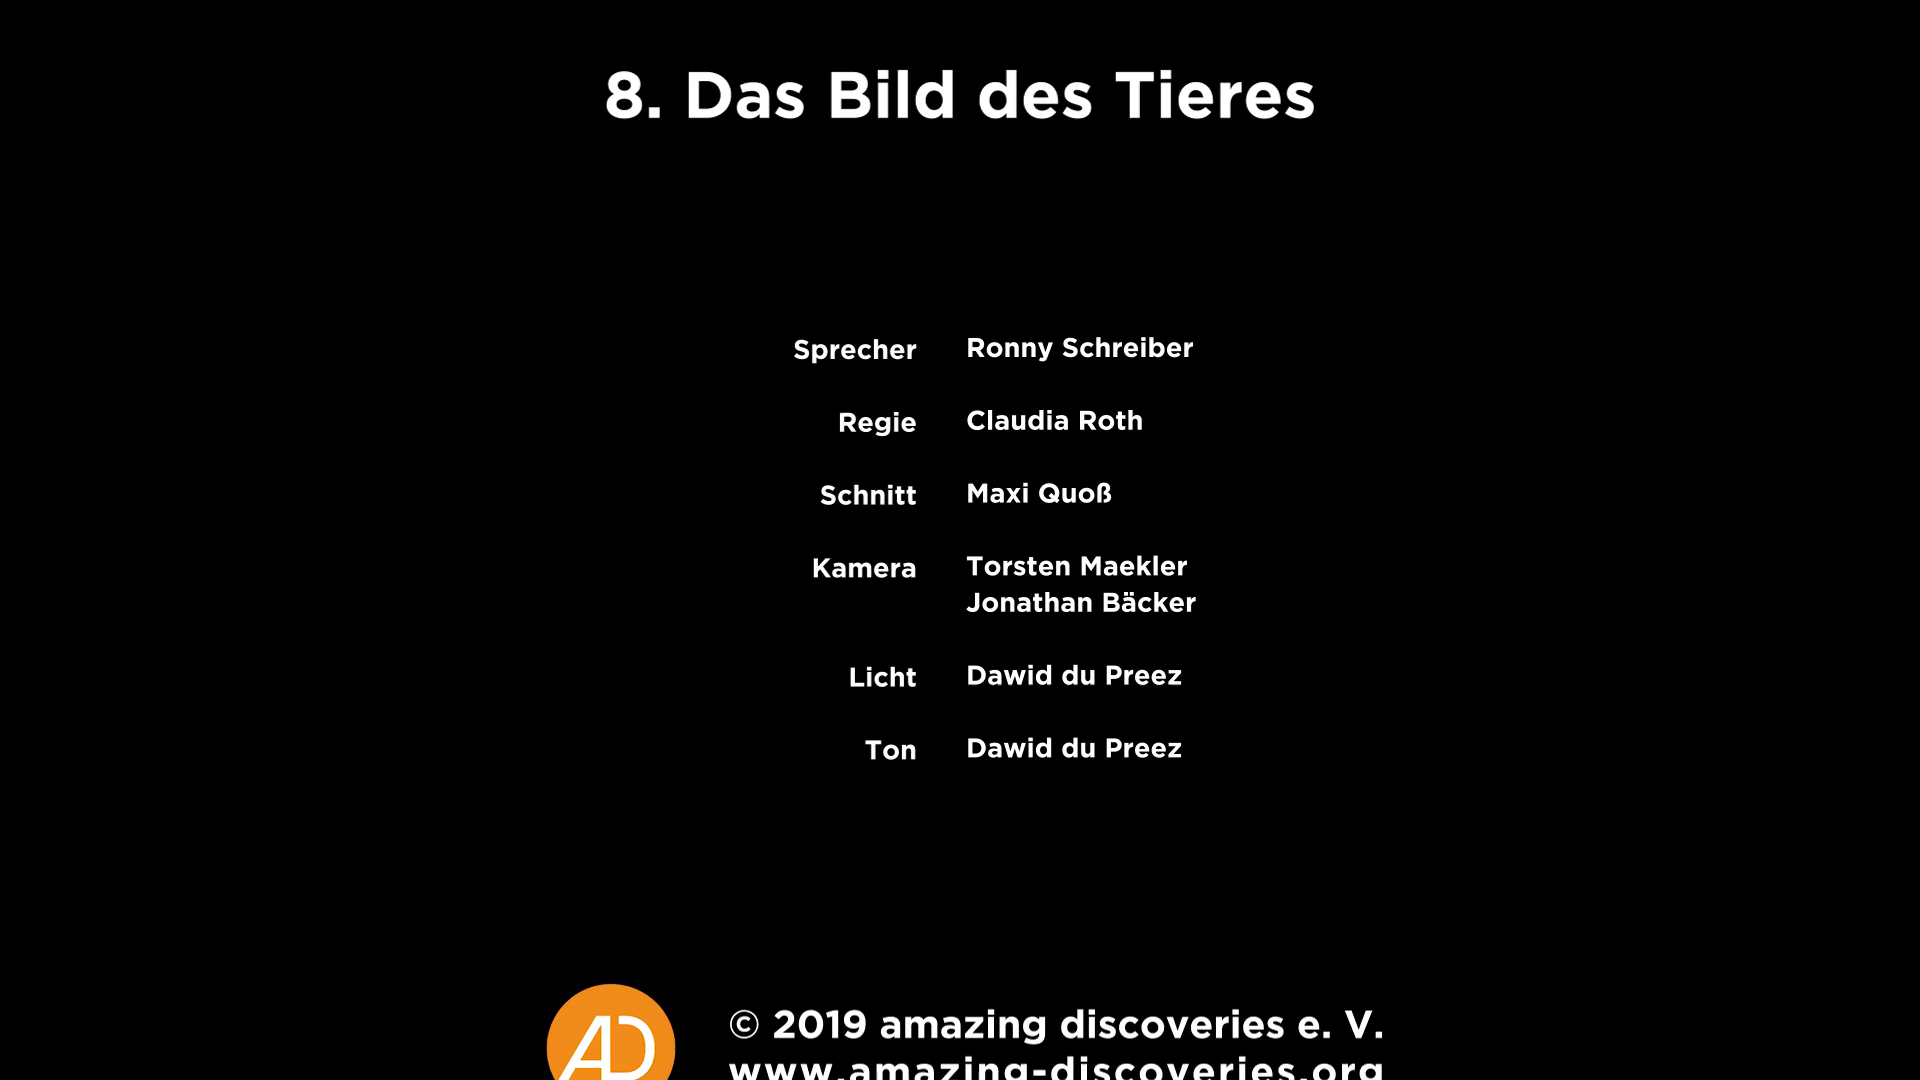 8. Das Bild des Tieres
Sprecher Ronny Schreiber
Regie Claudia Roth
Schnitt Maxi Quoß
Kamera Torsten Maekler
Jonathan Bäcker
Licht Dawid du Preez
Ton Dawid du Preez
AD
© 2019 amazing discoveries e. V.
www.amazing-discoveries.org